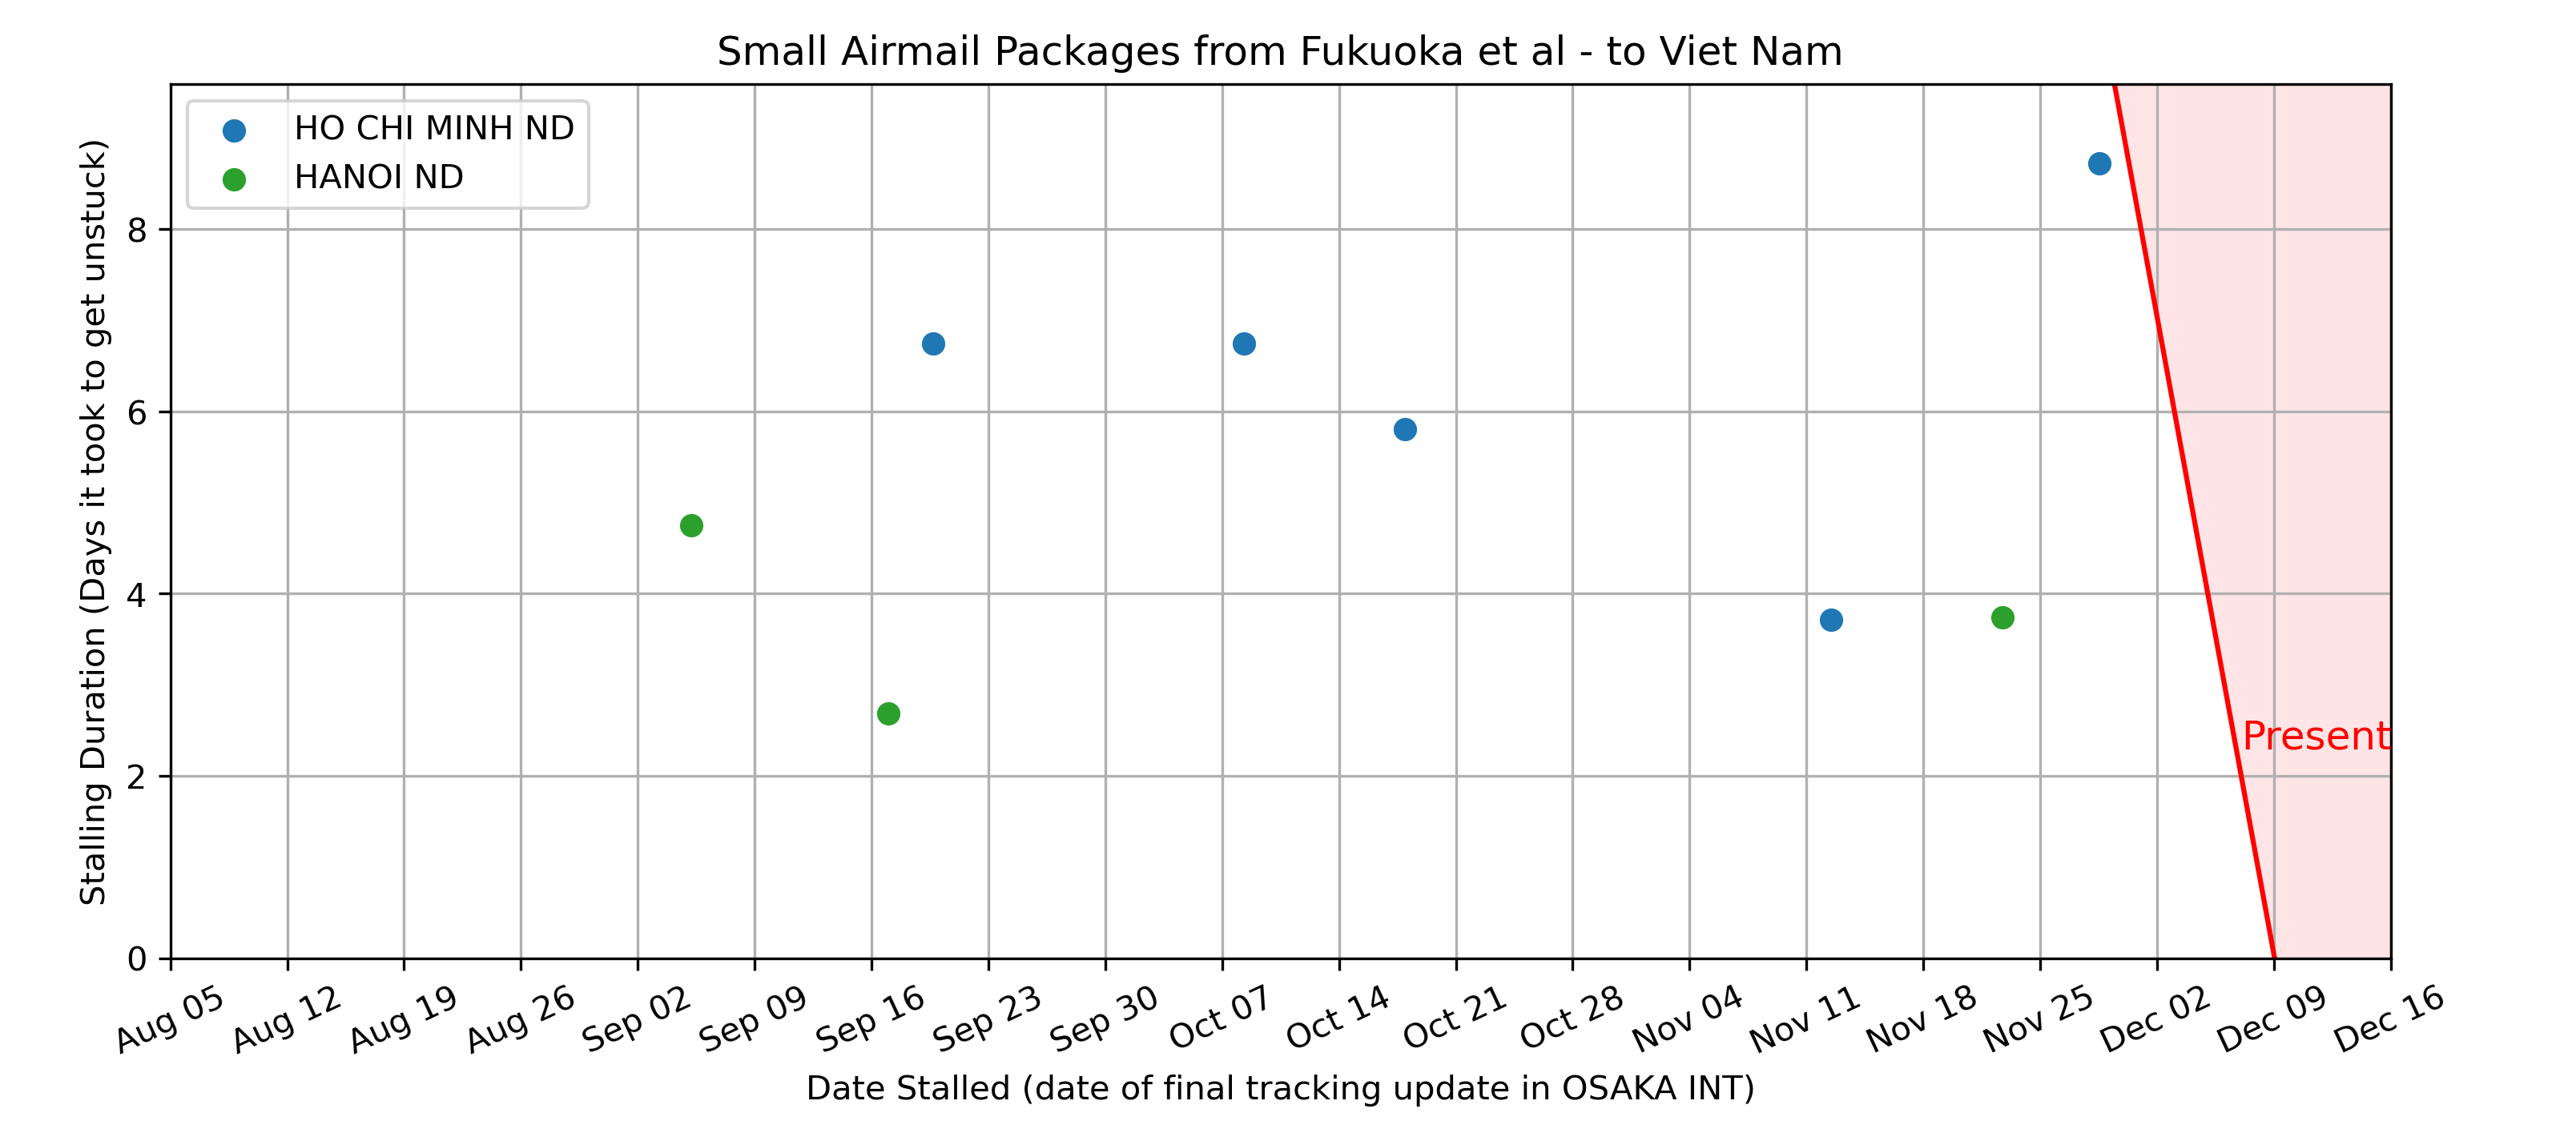 Small Airmail Packages from Fukuoka et al - to Viet Nam
HO CHI MINH ND
HANOI ND
Stalling Duration (Days it took to get unstuck)
8
6
4
2
0
Present
Aug 05
Aug 12
Aug 19
Aug 26
Sep 02
Sep 09
Sep 16
Sep 23
Sep 30
Oct 07
Oct 14
Oct 21
Oct 28
Nov 04
Nov 11
Nov 18
Nov 25
Dec 02
Dec 09
Dec 16
Date Stalled (date of final tracking update in OSAKA INT)